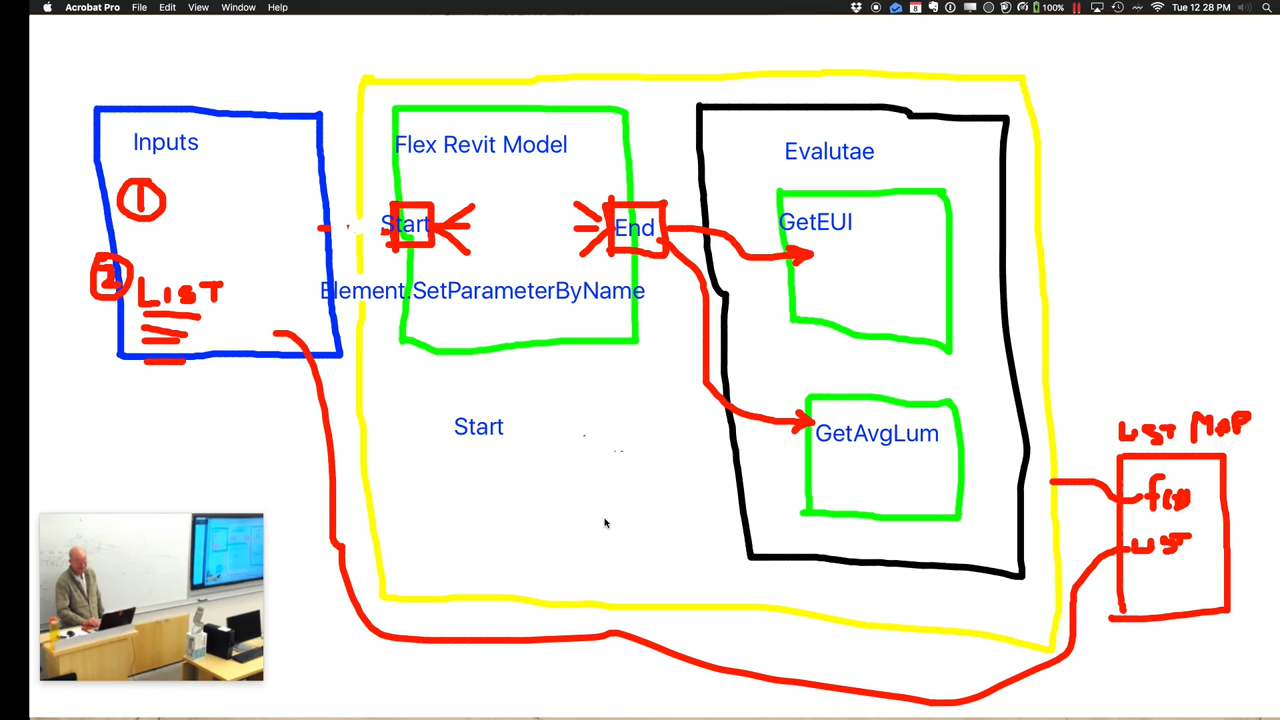 Acrobat Pro File Edit View Window Help
100%
Tue 12 28 PM
Inputs
1
2
LIST
Flex Revit Model
Start
End
Element.SetParameterByName
Start
Evalutae
GetEUI
GetAvgLum
LIST MAP
f(x)
LIST